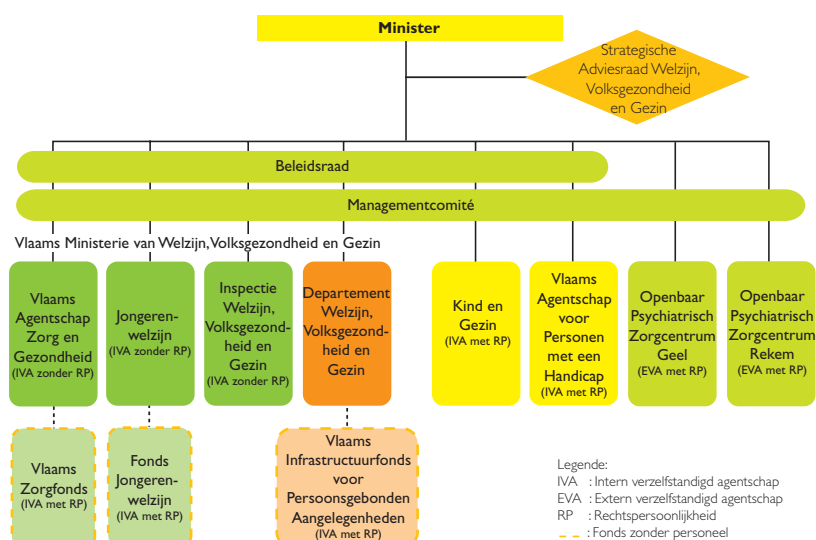 Minister
Strategische
Adviesraad Welzijn,
Volksgezondheid
en Gezin
Beleidsraad
Managementcomité
Vlaams Ministerie van Welzijn, Volksgezondheid en Gezin
Vlaams
Agentschap
Zorg en
Gezondheid
(IVA zonder RP)
Jongeren-
welzijn
(IVA zonder RP)
Inspectie
Welzijn,
Volksgezond-
heid en
Gezin
(IVA zonder RP)
Departement
Welzijn,
Volksgezond-
heid en
Gezin
Kind en
Gezin
(IVA met RP)
Vlaams
Agentschap
voor
Personen
met een
Handicap
(IVA met RP)
Openbaar
Psychiatrisch
Zorgcentrum
Geel
(EVA met RP)
Openbaar
Psychiatrisch
Zorgcentrum
Rekem
(EVA met RP)
Vlaams
Zorgfonds
(IVA met RP)
Fonds
Jongeren-
welzijn
(IVA met RP)
Vlaams
Infrastructuurfonds
voor
Persoonsgebonden
Aangelegenheden
(IVA met RP)
Legende:
IVA : Intern verzelfstandigd agentschap
EVA : Extern verzelfstandigd agentschap
RP : Rechtspersoonlijkheid
: Fonds zonder personeel